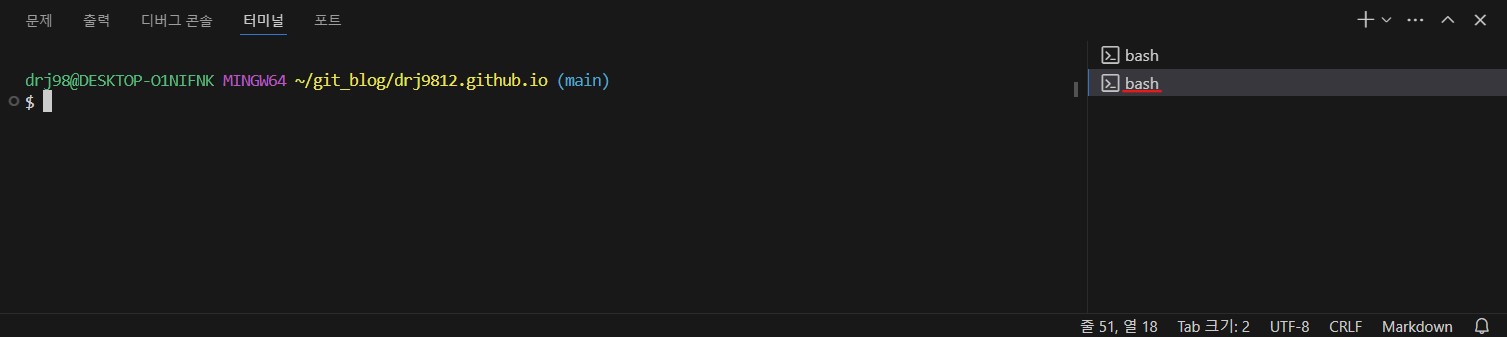 문제 출력 디버그 콘솔 터미널 포트
bash
bash
drj98@DESKTOP-O1NIFNK MINGW64 ~/git_blog/drj9812.github.io (main)
$
줄 51, 열 18 Tab 크기: 2 UTF-8 CRLF Markdown